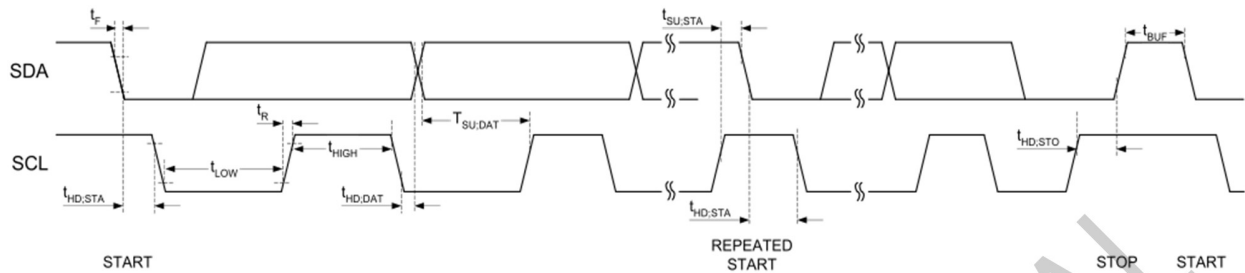 tF
tSU;STA
tBUF
SDA
tR
TSU;DAT
SCL
tHIGH
tLOW
tHD;STO
tHD;STA
tHD;DAT
tHD;STA
START
REPEATED
START
STOP
START